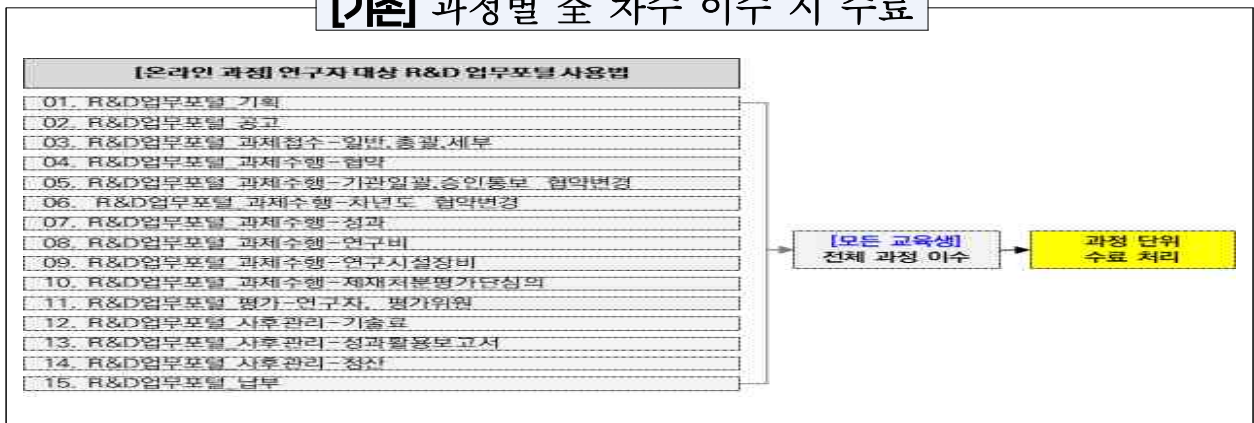 [기존] 과정별 全 차수 이수 시 수료
[온라인 과정] 연구자 대상 R&D 업무포털 사용법
01. R&D업무포털_기획
02. R&D업무포털_공고
03. R&D업무포털_과제접수-일반,총괄,세부
04. R&D업무포털_과제수행-협약
05. R&D업무포털_과제수행-기관일괄,승인통보 협약변경
06. R&D업무포털_과제수행-차년도 협약변경
07. R&D업무포털_과제수행-성과
08. R&D업무포털_과제수행-연구비
09. R&D업무포털_과제수행-연구시설장비
10. R&D업무포털_과제수행-제재처분평가단심의
11. R&D업무포털_평가-연구자, 평가위원
12. R&D업무포털_사후관리-기술료
13. R&D업무포털_사후관리-성과활용보고서
14. R&D업무포털_사후관리-정산
15. R&D업무포털_납부
[모든 교육생]
전체 과정 이수
과정 단위
수료 처리